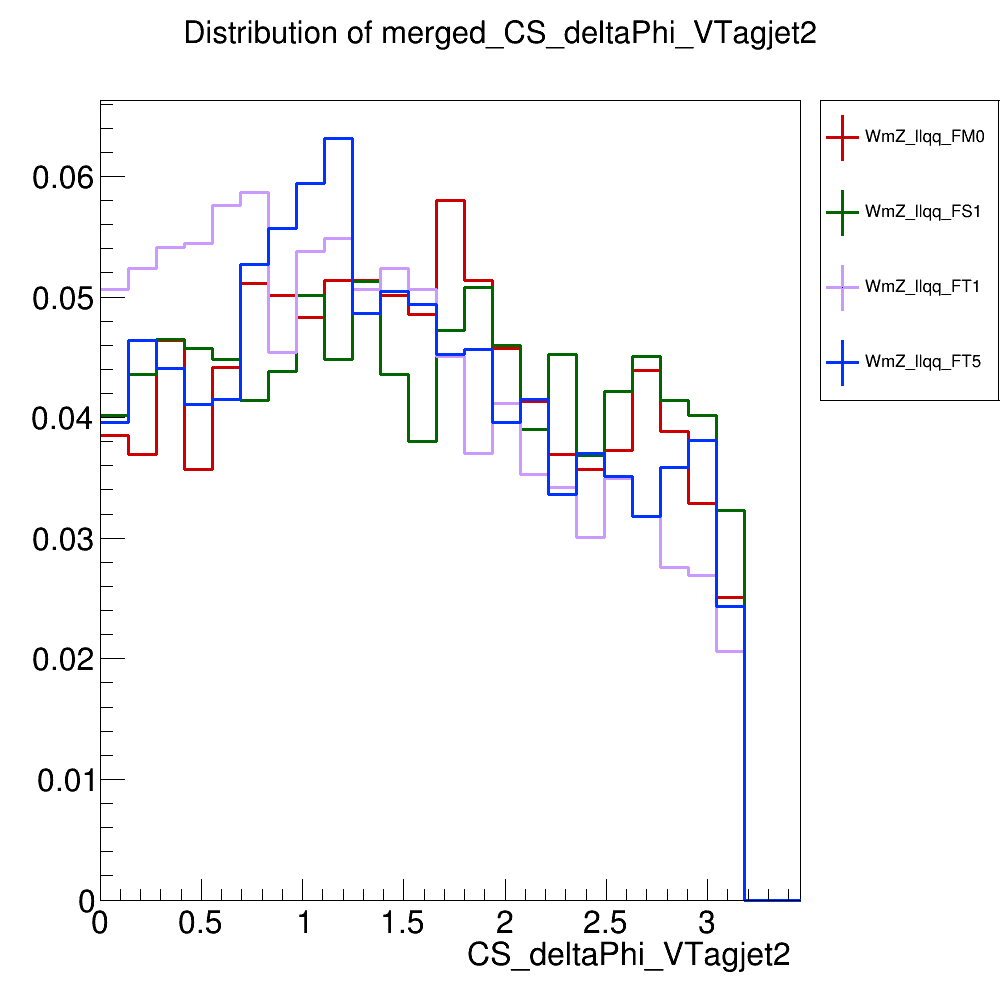 Distribution of merged_CS_deltaPhi_VTagjet2
WmZ_llqq_FM0
WmZ_llqq_FS1
WmZ_llqq_FT1
WmZ_llqq_FT5
0.06
0.05
0.04
0.03
0.02
0.01
0
0 0.5 1 1.5 2 2.5 3
CS_deltaPhi_VTagjet2